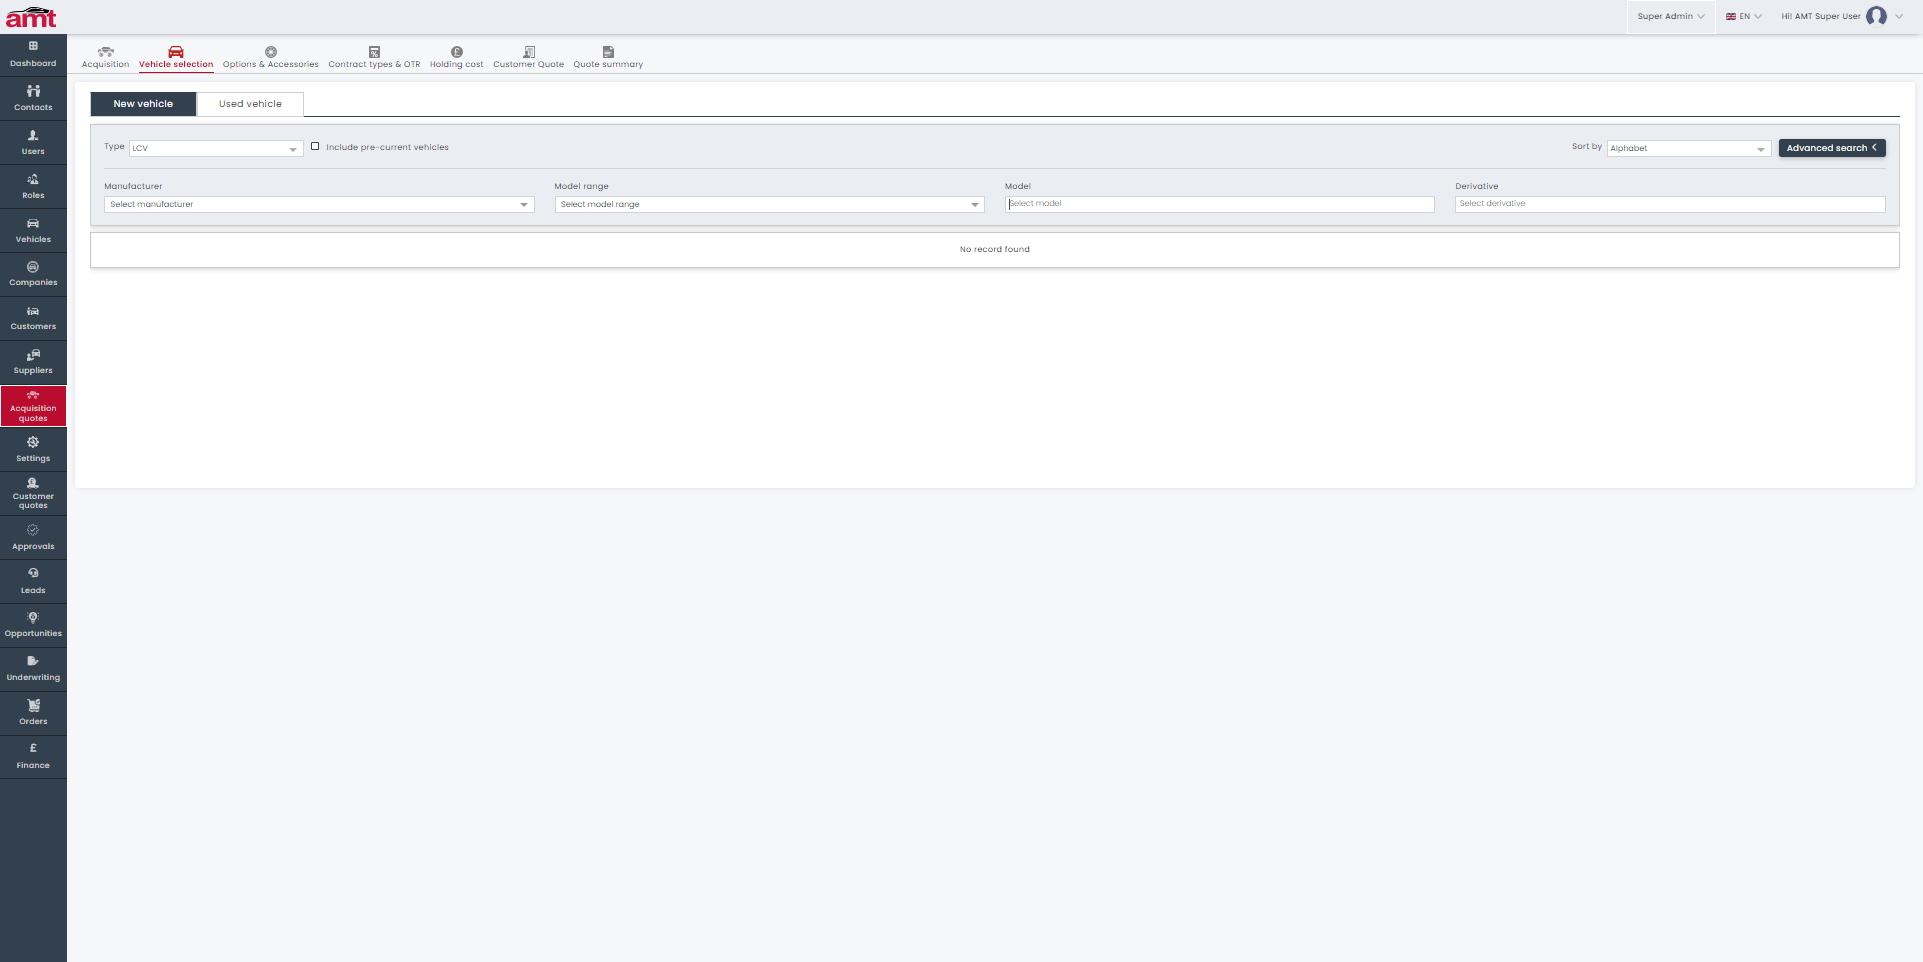 amt
Super Admin
EN
Hi! AMT Super User
Dashboard
Contacts
Users
Roles
Vehicles
Companies
Customers
Suppliers
Acquisition
quotes
Settings
Customer
quotes
Approvals
Leads
Opportunities
Underwriting
Orders
Finance
Acquisition
Vehicle selection
Options & Accessories
Contract types & OTR
Holding cost
Customer Quote
Quote summary
New vehicle
Used vehicle
Type
LCV
Include pre-current vehicles
Sort by
Alphabet
Advanced search
Manufacturer
Select manufacturer
Model range
Select model range
Model
Select model
Derivative
Select derivative
No record found